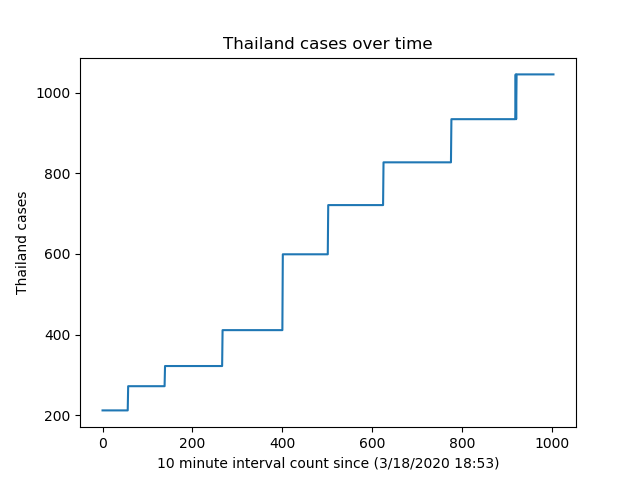 Thailand cases over time
1000
800
600
400
200
Thailand cases
0 200 400 600 800 1000
10 minute interval count since (3/18/2020 18:53)